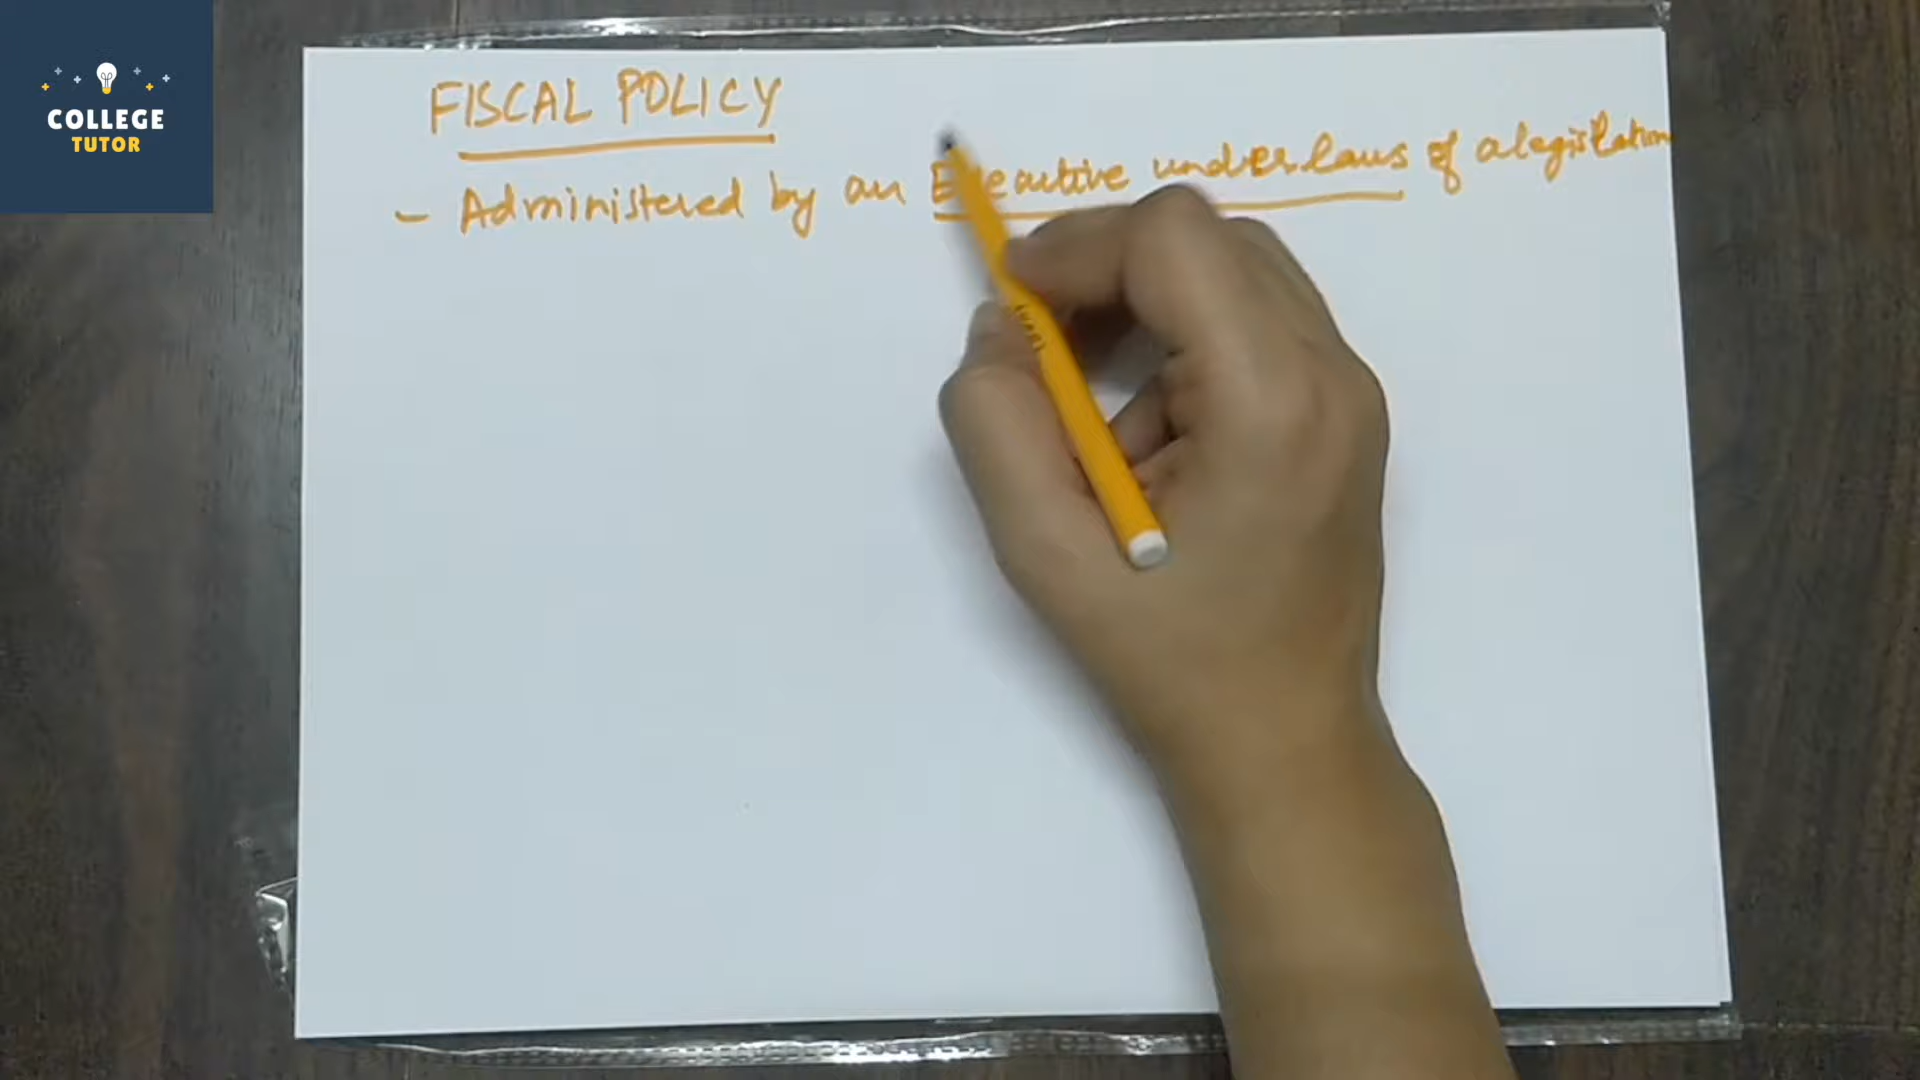 COLLEGE
TUTOR
FISCAL POLICY
- Administered by an Executive under laws of a legislation